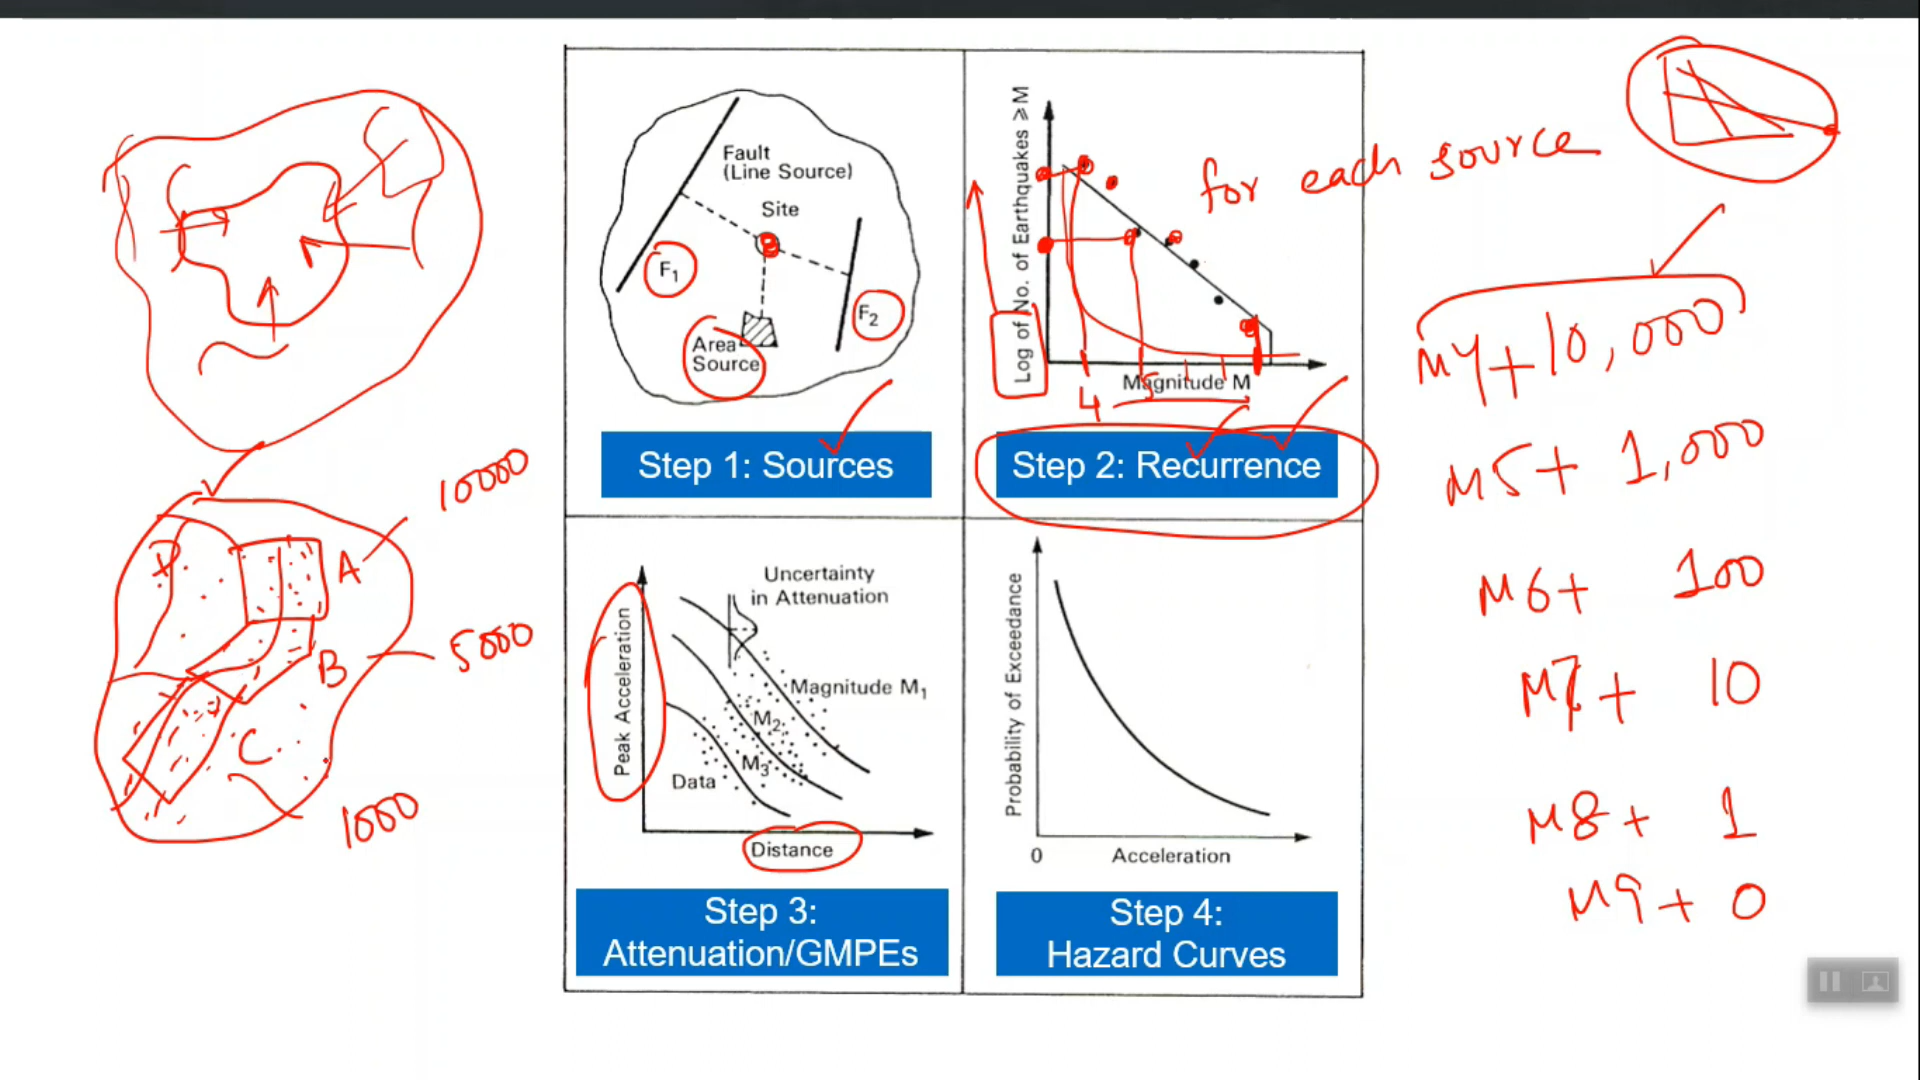 Fault
(Line Source)
Site
F1
F2
Area
Source
Step 1: Sources
Log of No. of Earthquakes ⩾M
for each source
4
5
Magnitude M
Step 2: Recurrence
M4+ 10,000
M5+ 1,000
M6+ 100
M7+ 10
M8+ 1
M9+ 0
10000
A
D
5000
B
C
1000
Peak Acceleration
Uncertainty
in Attenuation
Magnitude M1
M2
M3
Data
Distance
Step 3:
Attenuation/GMPEs
Probability of Exceedance
0
Acceleration
Step 4:
Hazard Curves